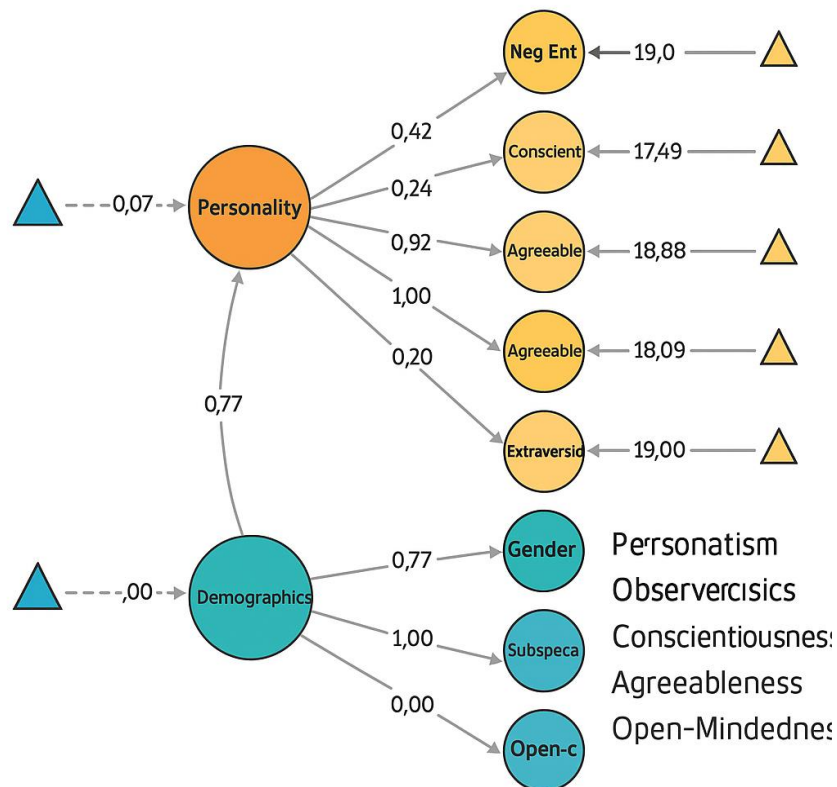 Neg Ent
19,0
0,42
Conscient
17,49
0,24
0,07
Personality
0,92
Agreeable
18,88
1,00
Agreeable
18,09
0,20
0,77
Extraversid
19,00
Gender
Personatism
0,77
,00
Demographics
Observercisics
1,00
Subspeca
Conscientiousness
0,00
Agreeableness
Open-c
Open-Mindednes